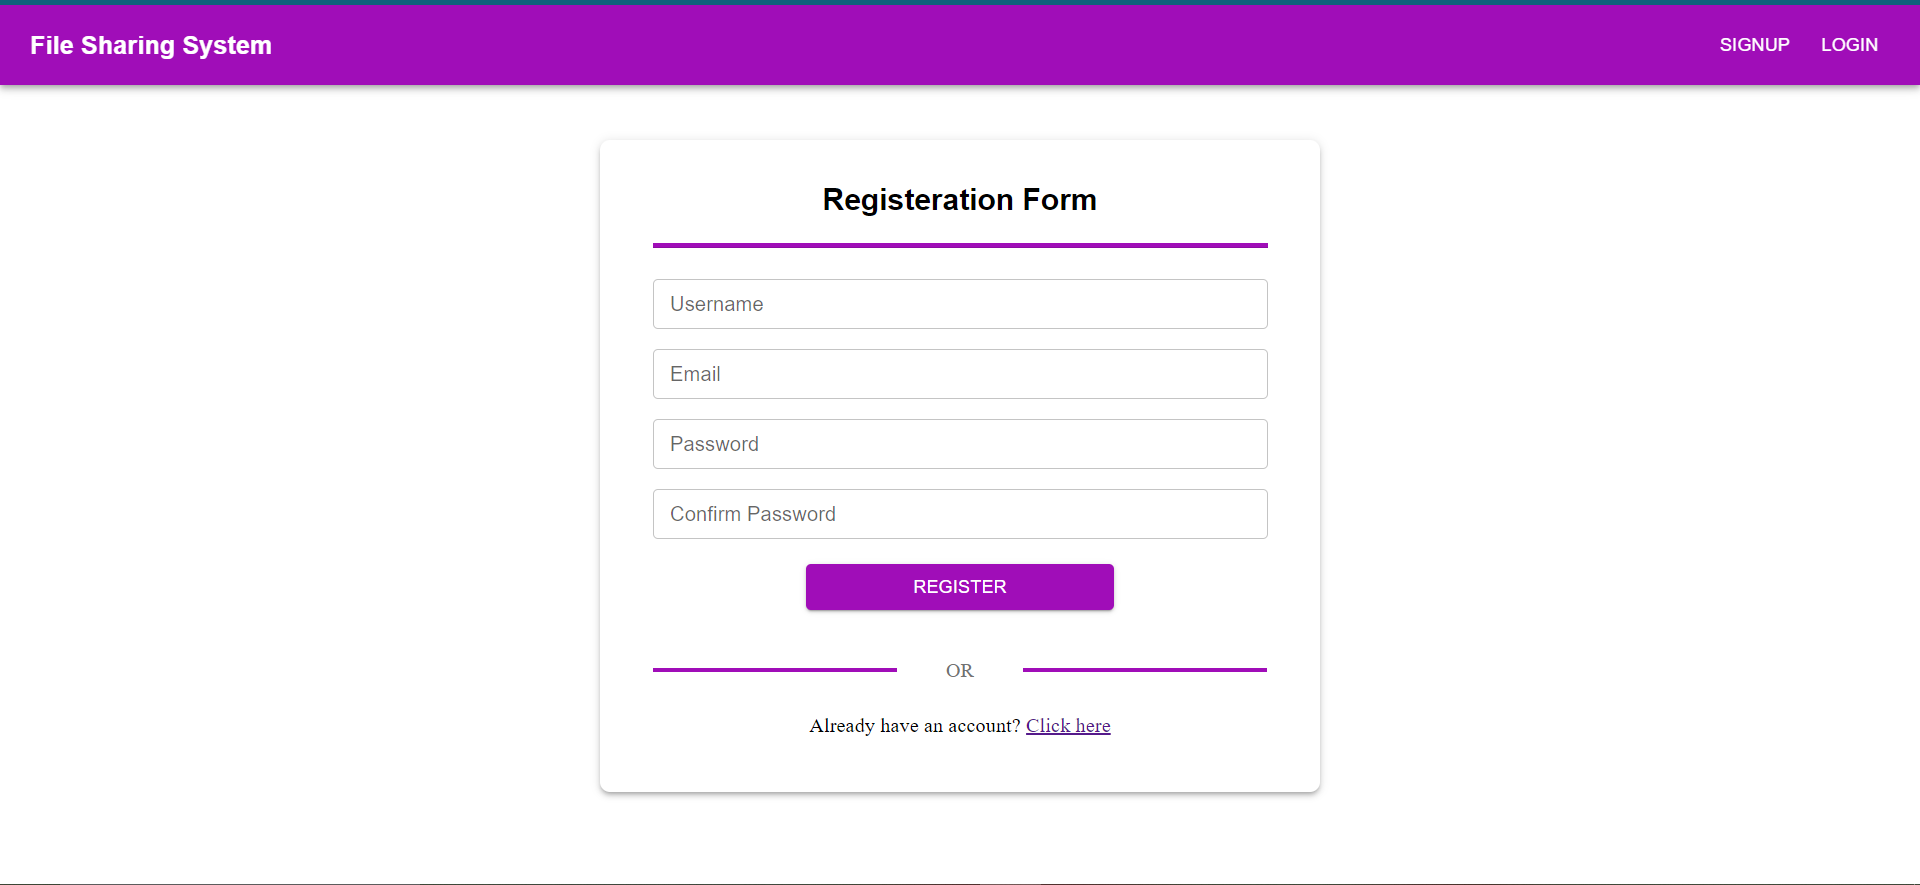 File Sharing System
SIGNUP LOGIN
Registeration Form
Username
Email
Password
Confirm Password
REGISTER
OR
Already have an account? Click here